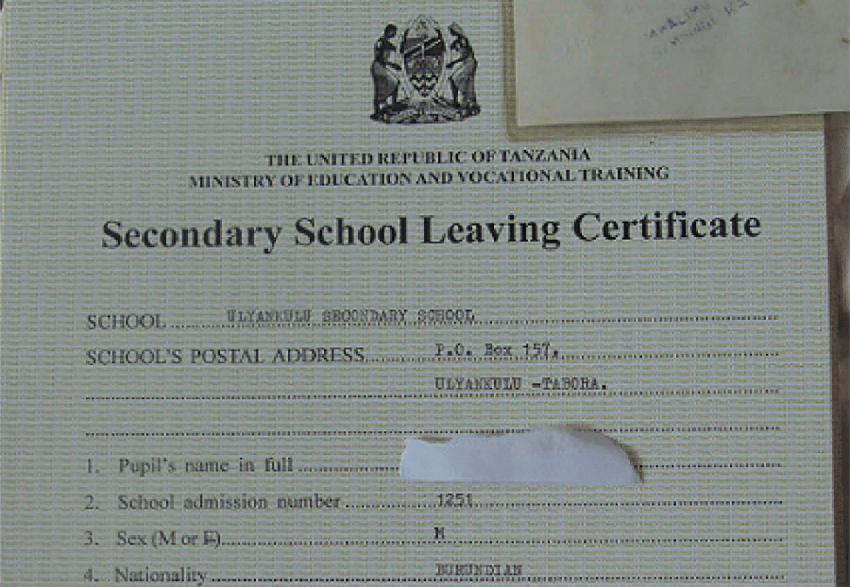 THE UNITED REPUBLIC OF TANZANIA
MINISTRY OF EDUCATION AND VOCATIONAL TRAINING
Secondary School Leaving Certificate
SCHOOL ULYANKULU SECONDARY SCHOOL
SCHOOL'S POSTAL ADDRESS P.O. Box 157,
ULYANKULU -TABORA.
1. Pupil's name in full
2. School admission number 1251
3. Sex (M or F) M
4. Nationality BURUNDIAN